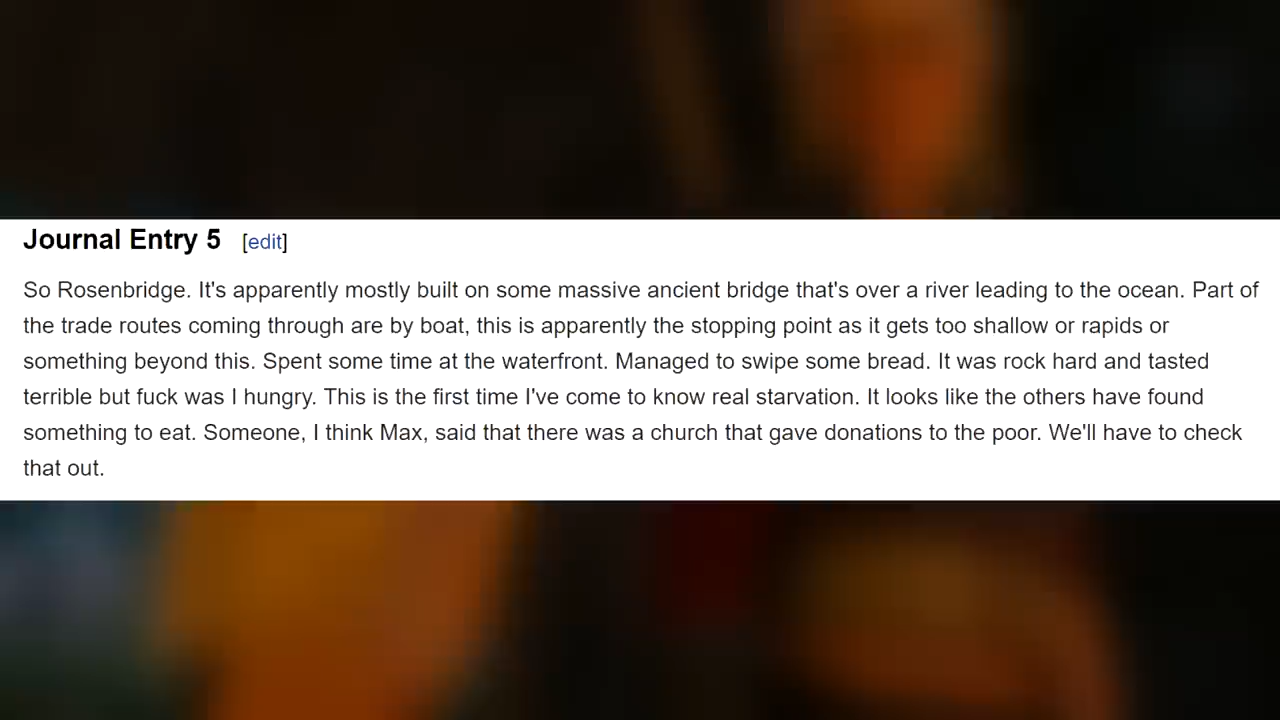 Journal Entry 5 [edit]
So Rosenbridge. It's apparently mostly built on some massive ancient bridge that's over a river leading to the ocean. Part of
the trade routes coming through are by boat, this is apparently the stopping point as it gets too shallow or rapids or
something beyond this. Spent some time at the waterfront. Managed to swipe some bread. It was rock hard and tasted
terrible but fuck was I hungry. This is the first time I've come to know real starvation. It looks like the others have found
something to eat. Someone, I think Max, said that there was a church that gave donations to the poor. We'll have to check
that out.